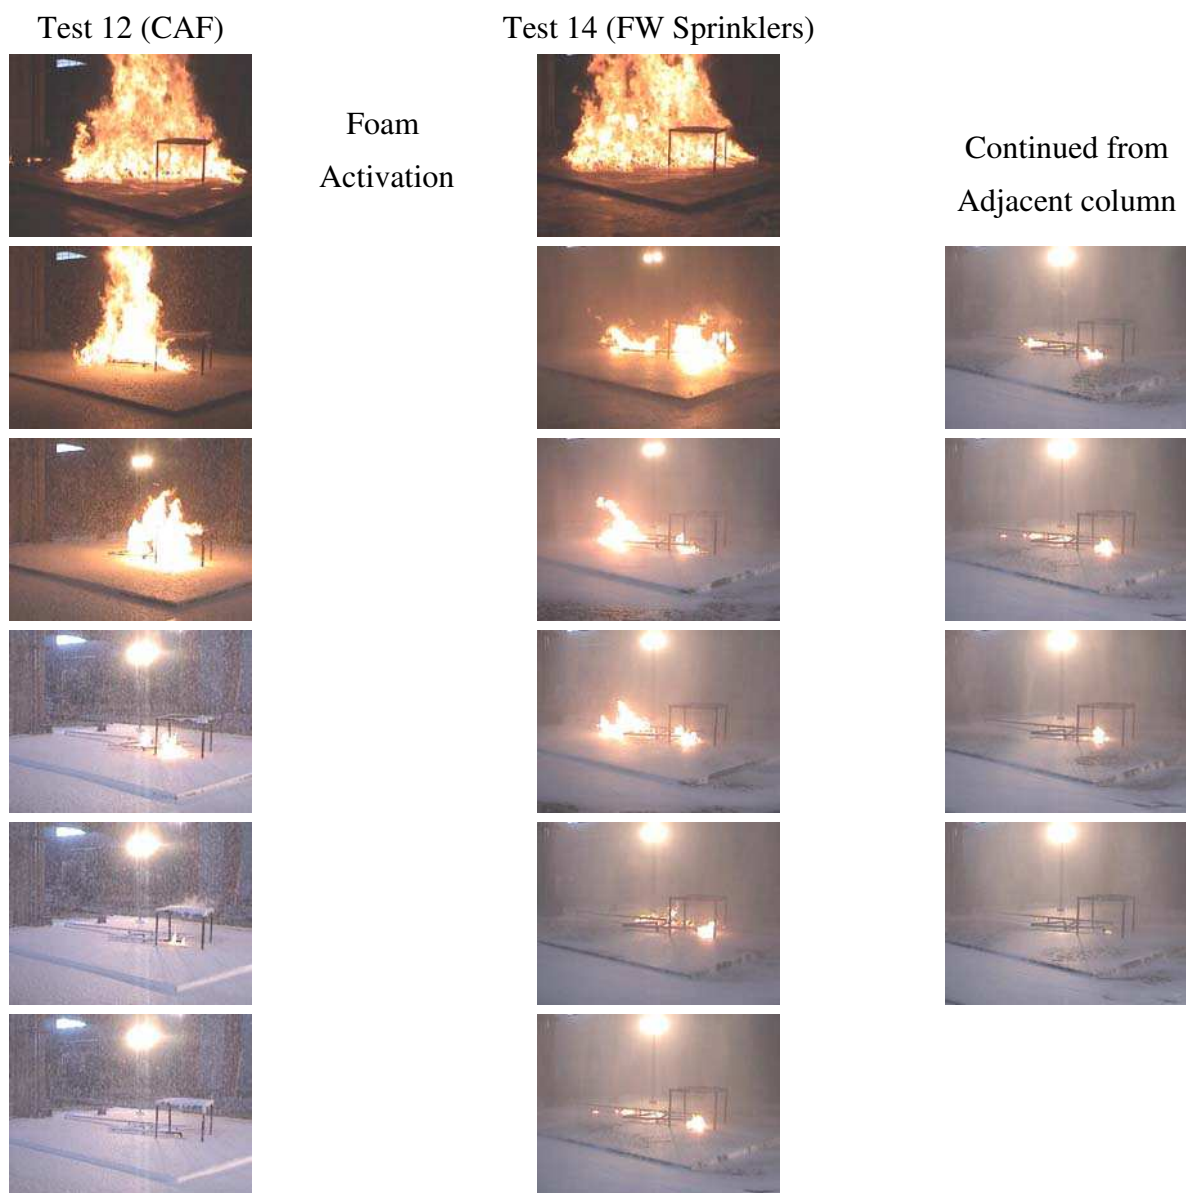 Test 12 (CAF)
Test 14 (FW Sprinklers)
Foam
Activation
Continued from
Adjacent column